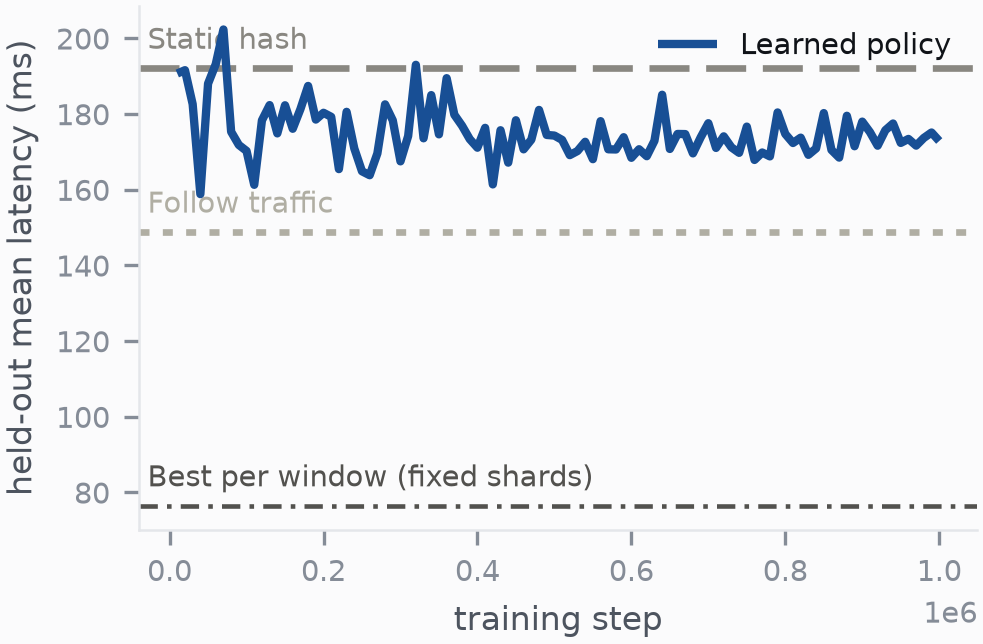 held-out mean latency (ms)
200
180
160
140
120
100
80
Static hash
Learned policy
Follow traffic
Best per window (fixed shards)
0.0 0.2 0.4 0.6 0.8 1.0
1e6
training step